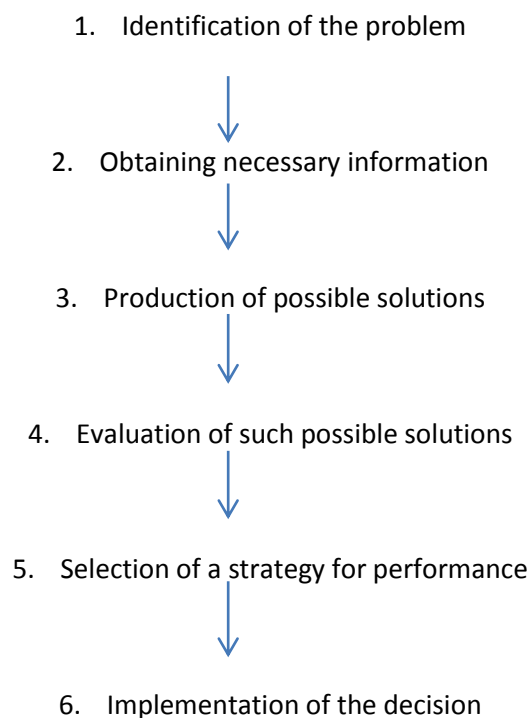 1. Identification of the problem
2. Obtaining necessary information
3. Production of possible solutions
4. Evaluation of such possible solutions
5. Selection of a strategy for performance
6. Implementation of the decision